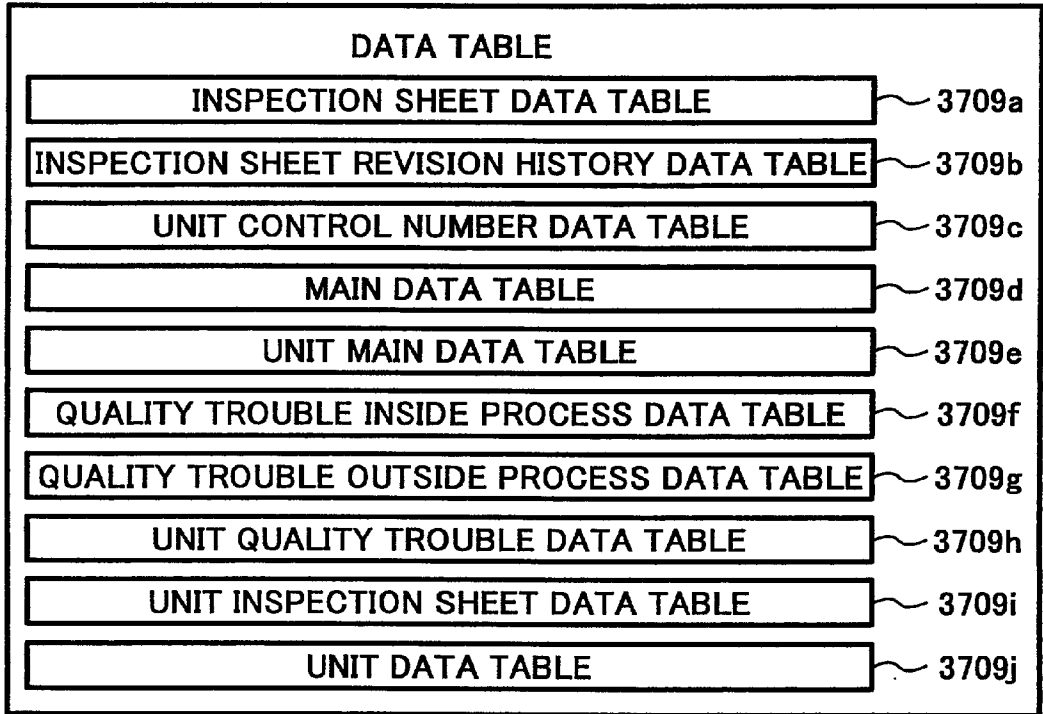 DATA TABLE
INSPECTION SHEET DATA TABLE 3709a
INSPECTION SHEET REVISION HISTORY DATA TABLE 3709b
UNIT CONTROL NUMBER DATA TABLE 3709c
MAIN DATA TABLE 3709d
UNIT MAIN DATA TABLE 3709e
QUALITY TROUBLE INSIDE PROCESS DATA TABLE 3709f
QUALITY TROUBLE OUTSIDE PROCESS DATA TABLE 3709g
UNIT QUALITY TROUBLE DATA TABLE 3709h
UNIT INSPECTION SHEET DATA TABLE 3709i
UNIT DATA TABLE 3709j